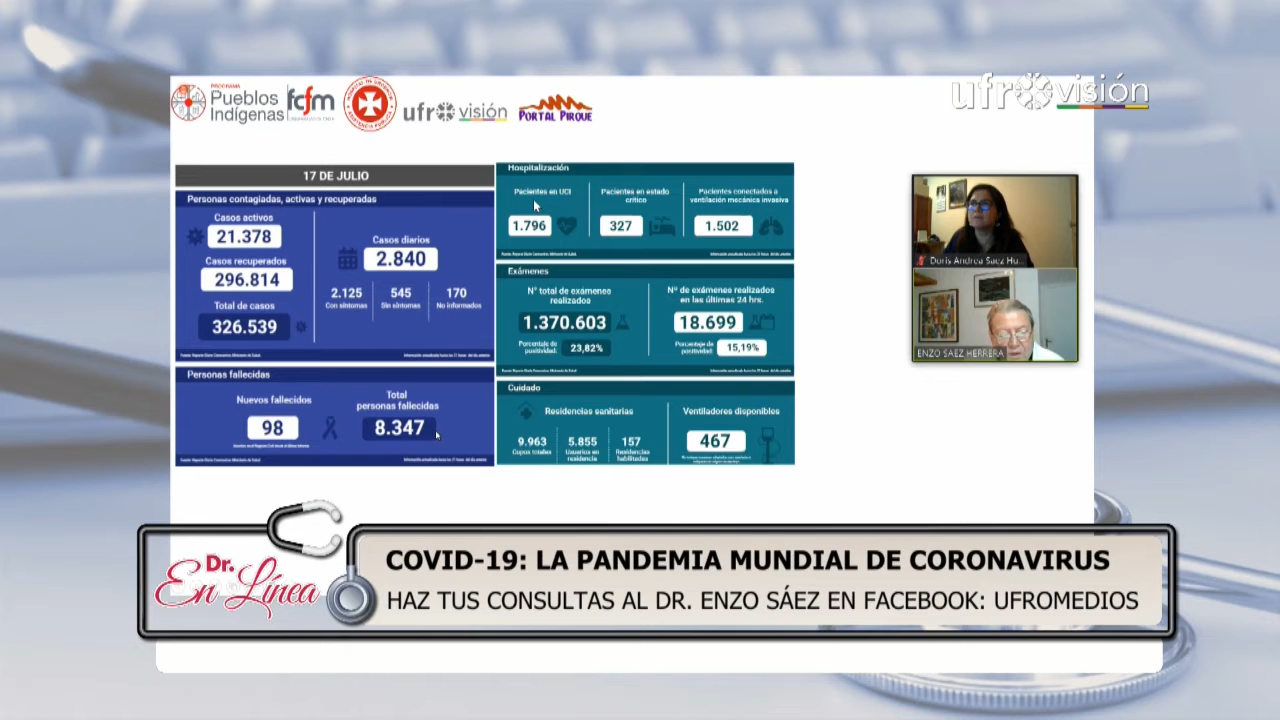 PROGRAMA
Pueblos
Indígenas
fcfm
ufro visión
PORTAL PIRQUE
ufro visión
17 DE JULIO
Personas contagiadas, activas y recuperadas
Casos activos
21.378
Casos recuperados
296.814
Total de casos
326.539
Casos diarios
2.840
2.125
Con síntomas
545
Sin síntomas
170
No informados
Personas fallecidas
Nuevos fallecidos
98
Total
personas fallecidas
8.347
Hospitalización
Pacientes en UCI
1.796
Pacientes en estado
crítico
327
Pacientes conectados a
ventilación mecánica invasiva
1.502
Exámenes
N° total de exámenes
realizados
1.370.603
Porcentaje de
positividad:
23,82%
N° de exámenes realizados
en las últimas 24 hrs.
18.699
Porcentaje de
positividad:
15,19%
Cuidado
Residencias sanitarias
9.963
Cupos totales
5.855
Usuarios en
residencia
157
Residencias
habilitadas
Ventiladores disponibles
467
Doris Andrea Saez Hu...
ENZO SAEZ HERRERA
Dr.
En Línea
COVID-19: LA PANDEMIA MUNDIAL DE CORONAVIRUS
HAZ TUS CONSULTAS AL DR. ENZO SÁEZ EN FACEBOOK: UFROMEDIOS